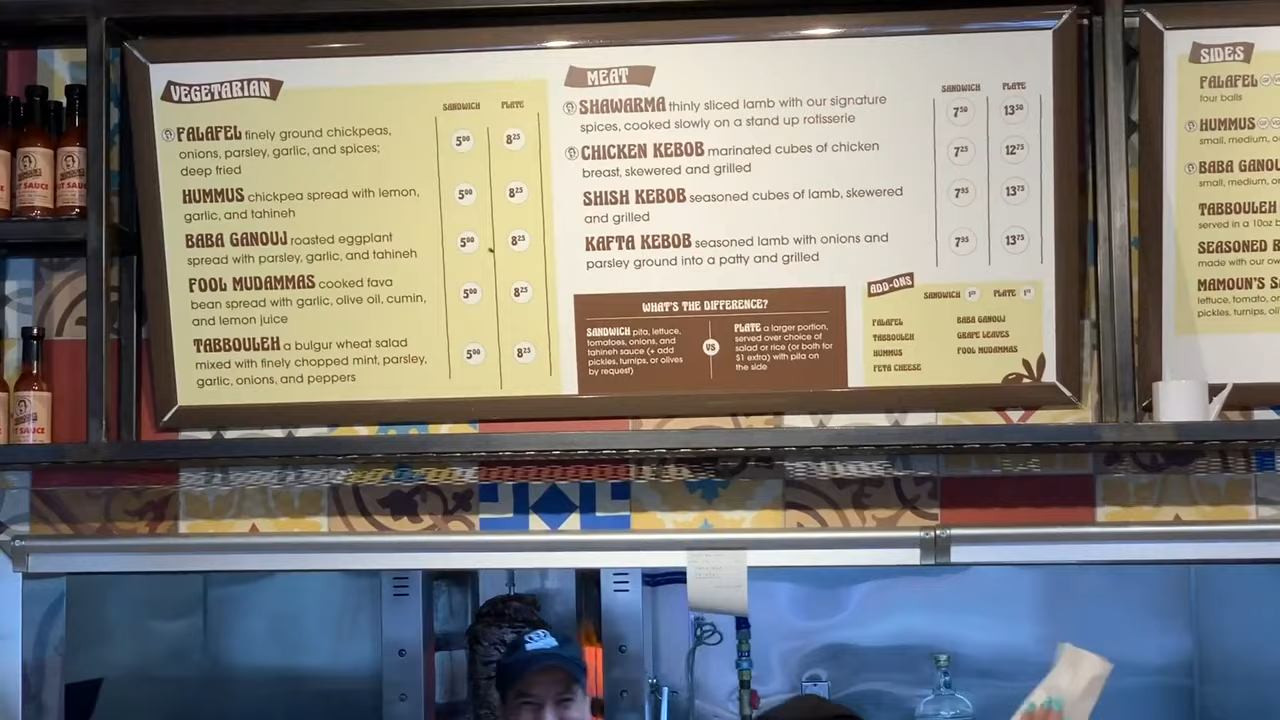 VEGETARIAN
SANDWICH PLATE
FALAFEL finely ground chickpeas,
onions, parsley, garlic, and spices;
deep fried
5.00 8.25
HUMMUS chickpea spread with lemon,
garlic, and tahineh
5.00 8.25
BABA GANOUJ roasted eggplant
spread with parsley, garlic, and tahineh
5.00 8.25
FOOL MUDAMMAS cooked fava
bean spread with garlic, olive oil, cumin,
and lemon juice
5.00 8.25
TABBOULEH a bulgur wheat salad
mixed with finely chopped mint, parsley,
garlic, onions, and peppers
5.00 8.25
MEAT
SANDWICH PLATE
SHAWARMA thinly sliced lamb with our signature
spices, cooked slowly on a stand up rotisserie
7.50 13.50
CHICKEN KEBOB marinated cubes of chicken
breast, skewered and grilled
7.25 12.75
SHISH KEBOB seasoned cubes of lamb, skewered
and grilled
7.95 13.75
KAFTA KEBOB seasoned lamb with onions and
parsley ground into a patty and grilled
7.95 13.75
WHAT'S THE DIFFERENCE?
SANDWICH pita, lettuce,
tomatoes, onions, and
tahineh sauce (+ add
pickles, turnips, or olives
by request)
VS
PLATE a larger portion,
served over choice of
salad or rice (or both for
$1 extra) with pita on
the side
ADD-ONS
SANDWICH PLATE
FALAFEL
TABBOULEH
HUMMUS
FETA CHEESE
BABA GANOUJ
GRAPE LEAVES
FOOL MUDAMMAS
SIDES
FALAFEL
four balls
HUMMUS
small, medium,
BABA
small, medium,
TABBOULEH
served in a 10oz
SEASONED
made with our
MAMOUN'S
lettuce, tomato,
pickles, turnips,
SAUCE